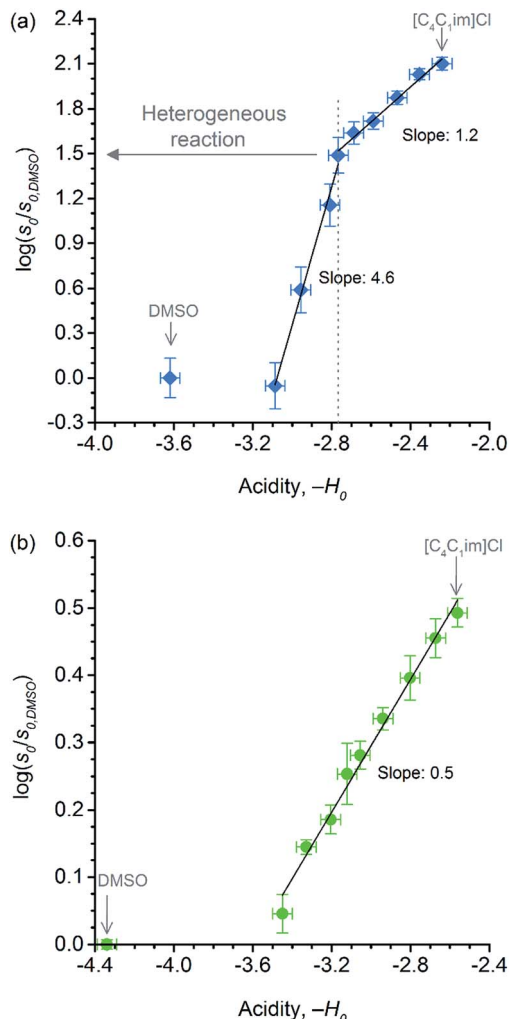 (a)
[C₄C₁im]Cl
2.4
2.1
1.8
1.5
1.2
0.9
0.6
0.3
0.0
-0.3
Heterogeneous
reaction
Slope: 1.2
Slope: 4.6
DMSO
log(s₀/s₀,DMSO)
-4.0 -3.6 -3.2 -2.8 -2.4 -2.0
Acidity, –H₀
(b)
[C₄C₁im]Cl
0.6
0.5
0.4
0.3
0.2
0.1
0.0
Slope: 0.5
DMSO
log(s₀/s₀,DMSO)
-4.4 -4.0 -3.6 -3.2 -2.8 -2.4
Acidity, –H₀